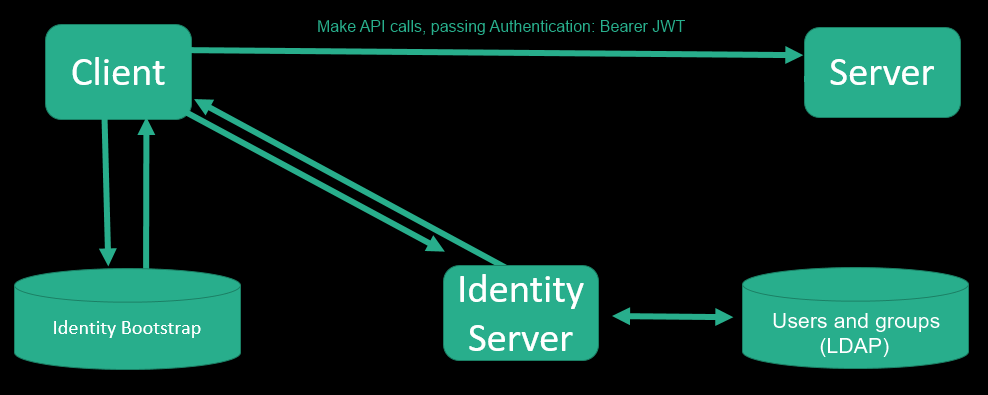 Make API calls, passing Authentication: Bearer JWT
Client
Server
Identity
Server
Identity Bootstrap
Users and groups
(LDAP)